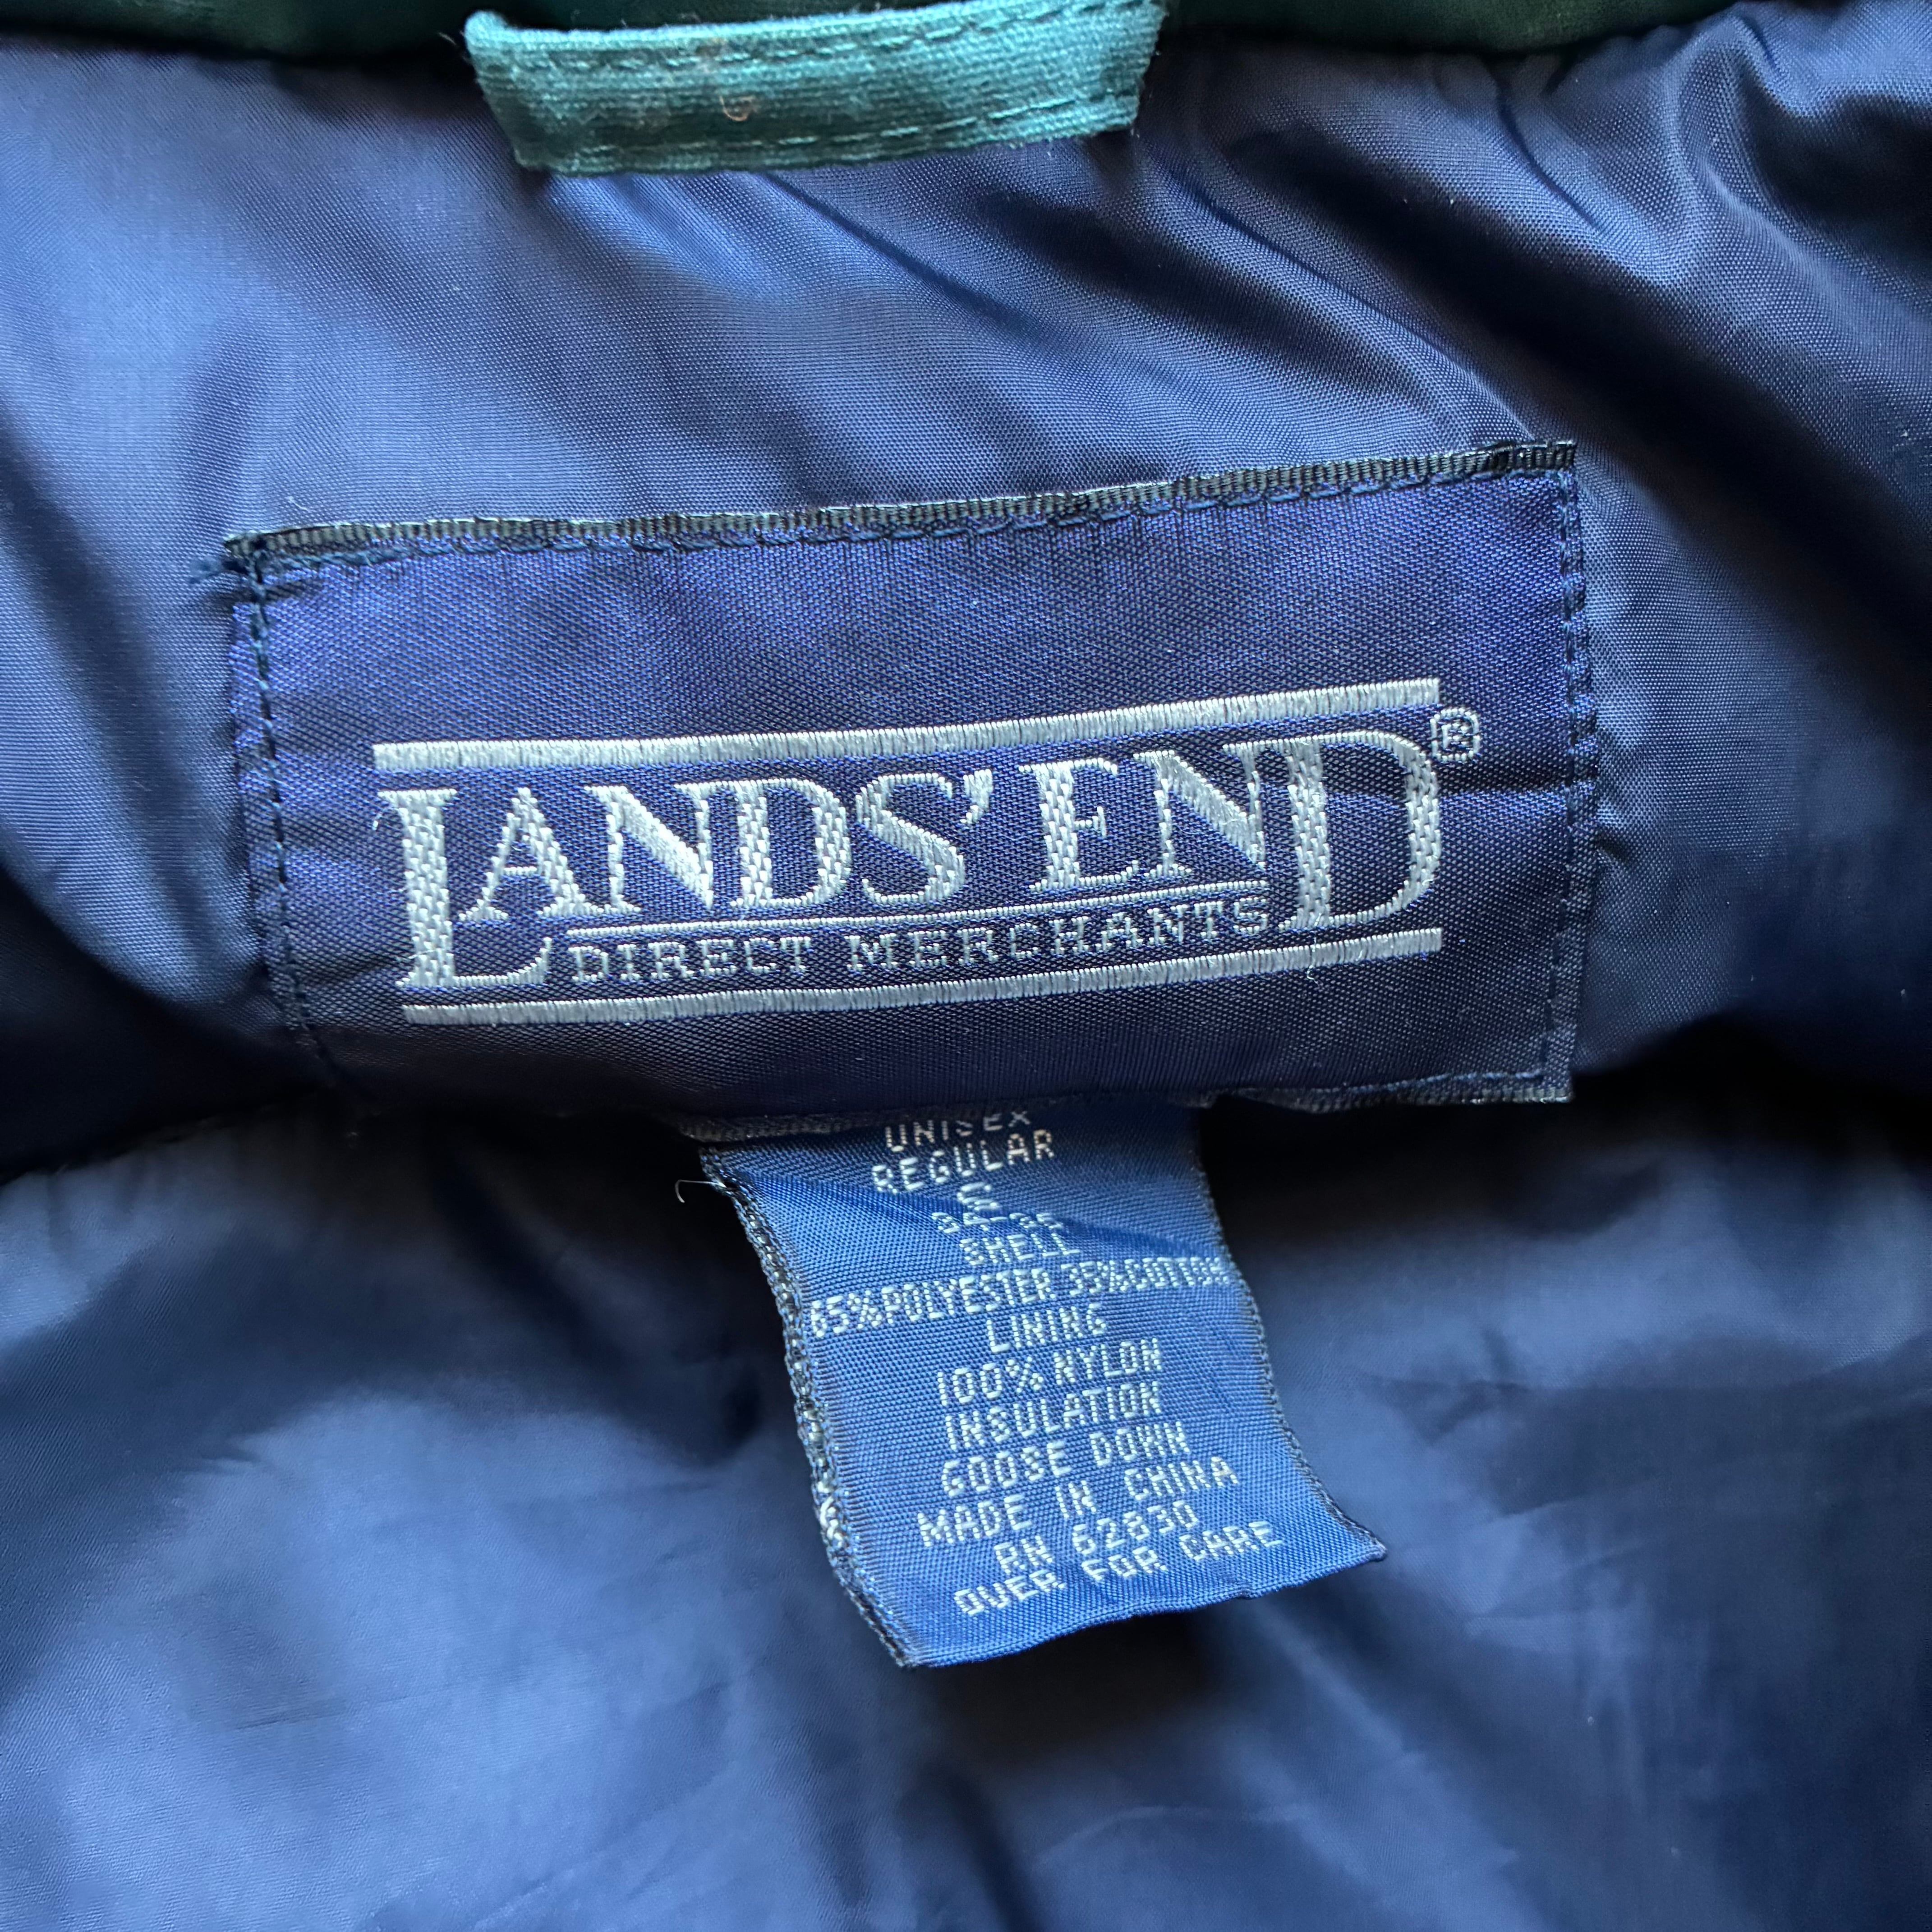 LANDS' END®
DIRECT MERCHANTS
UNISEX
REGULAR
SHELL
65%POLYESTER 35%COTTON
LINING
100% NYLON
INSULATION
GOOSE DOWN
MADE IN CHINA
RN 62830
OVER FOR CARE